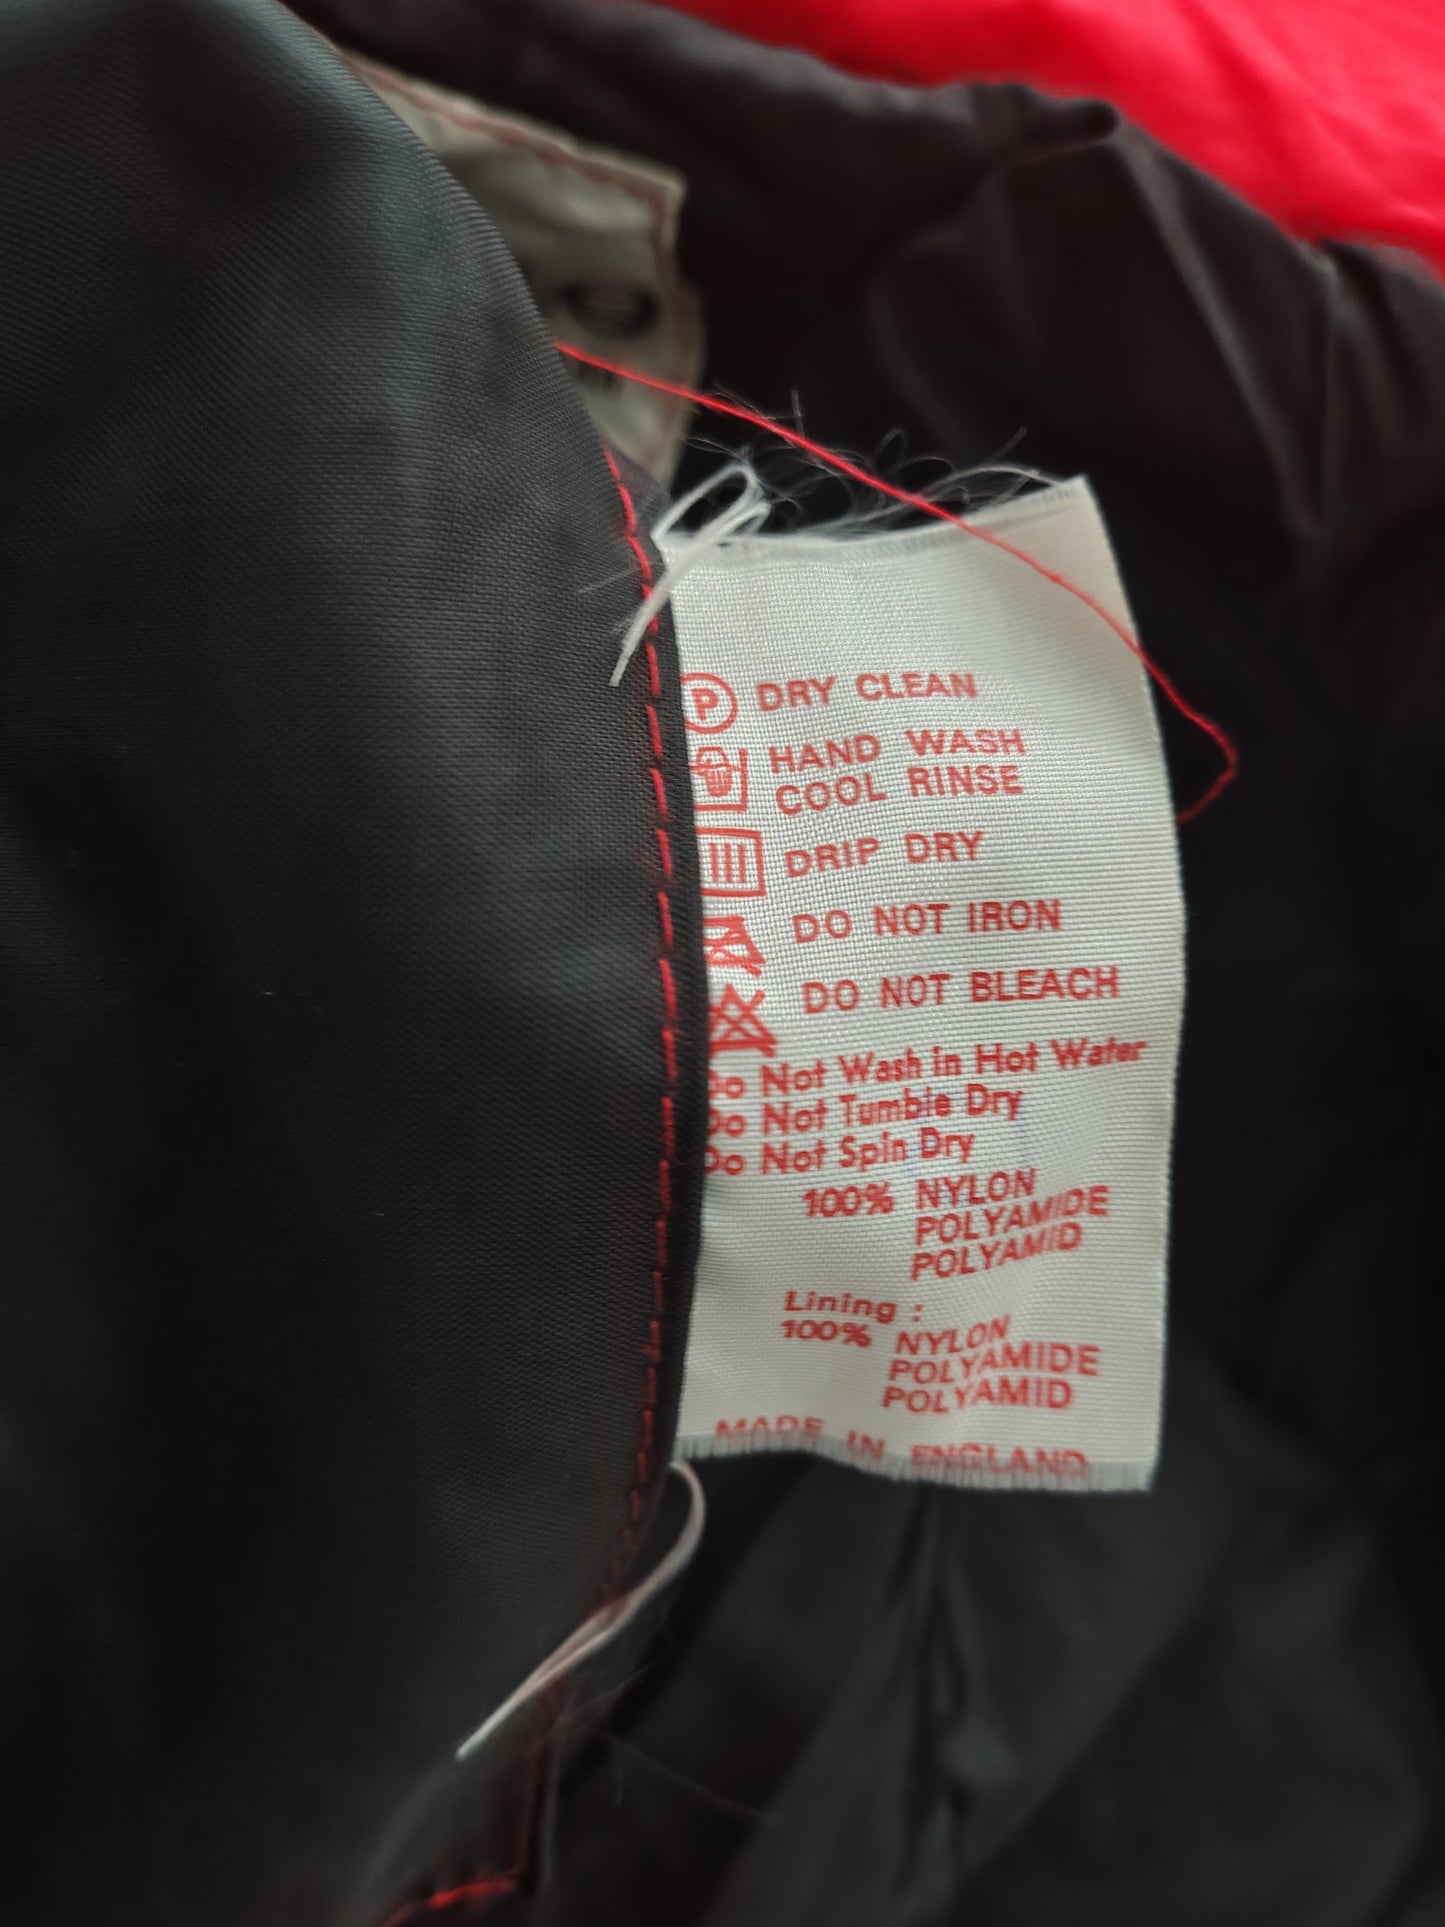 P DRY CLEAN
HAND WASH
COOL RINSE
DRIP DRY
DO NOT IRON
DO NOT BLEACH
Do Not Wash in Hot Water
Do Not Tumble Dry
Do Not Spin Dry
100% NYLON
POLYAMIDE
POLYAMID
Lining :
100% NYLON
POLYAMIDE
POLYAMID
MADE IN ENGLAND